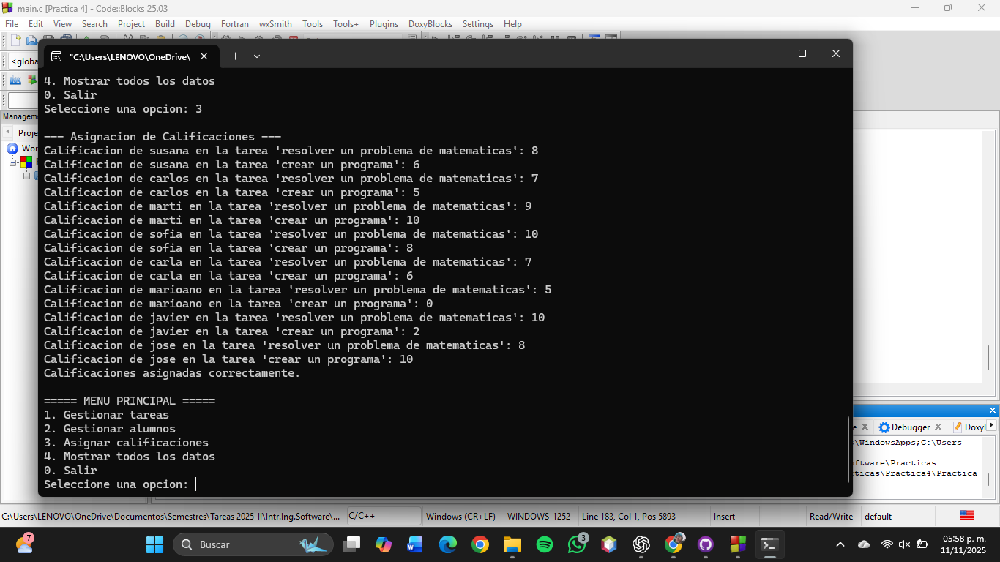 main.c [Practica 4] - Code::Blocks 25.03
File Edit View Search Project Build Debug Fortran wxSmith Tools Tools+ Plugins DoxyBlocks Settings Help
"C:\Users\LENOVO\OneDrive\
<globa
Managem
Proje
Wor
4. Mostrar todos los datos
0. Salir
Seleccione una opcion: 3
--- Asignacion de Calificaciones ---
Calificacion de susana en la tarea 'resolver un problema de matematicas': 8
Calificacion de susana en la tarea 'crear un programa': 6
Calificacion de carlos en la tarea 'resolver un problema de matematicas': 7
Calificacion de carlos en la tarea 'crear un programa': 5
Calificacion de marti en la tarea 'resolver un problema de matematicas': 9
Calificacion de marti en la tarea 'crear un programa': 10
Calificacion de sofia en la tarea 'resolver un problema de matematicas': 10
Calificacion de sofia en la tarea 'crear un programa': 8
Calificacion de carla en la tarea 'resolver un problema de matematicas': 7
Calificacion de carla en la tarea 'crear un programa': 6
Calificacion de marioano en la tarea 'resolver un problema de matematicas': 5
Calificacion de marioano en la tarea 'crear un programa': 0
Calificacion de javier en la tarea 'resolver un problema de matematicas': 10
Calificacion de javier en la tarea 'crear un programa': 2
Calificacion de jose en la tarea 'resolver un problema de matematicas': 8
Calificacion de jose en la tarea 'crear un programa': 10
Calificaciones asignadas correctamente.
===== MENU PRINCIPAL =====
1. Gestionar tareas
2. Gestionar alumnos
3. Asignar calificaciones
4. Mostrar todos los datos
0. Salir
Seleccione una opcion:
e Debugger Doxyb
\WindowsApps;C:\Users
ftware\Practicas
ticas\Practica4\Practica
C:\Users\LENOVO\OneDrive\Documentos\Semestres\Tareas 2025-II\Intr.Ing.Software\... C/C++ Windows (CR+LF) WINDOWS-1252 Line 183, Col 1, Pos 5893 Insert Read/Write default
7
Buscar
3
05:58 p. m.
11/11/2025